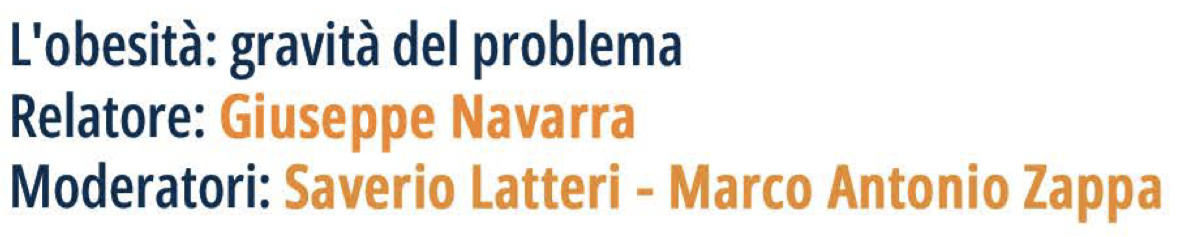 L'obesità: gravità del problema
Relatore: Giuseppe Navarra
Moderatori: Saverio Latteri - Marco Antonio Zappa